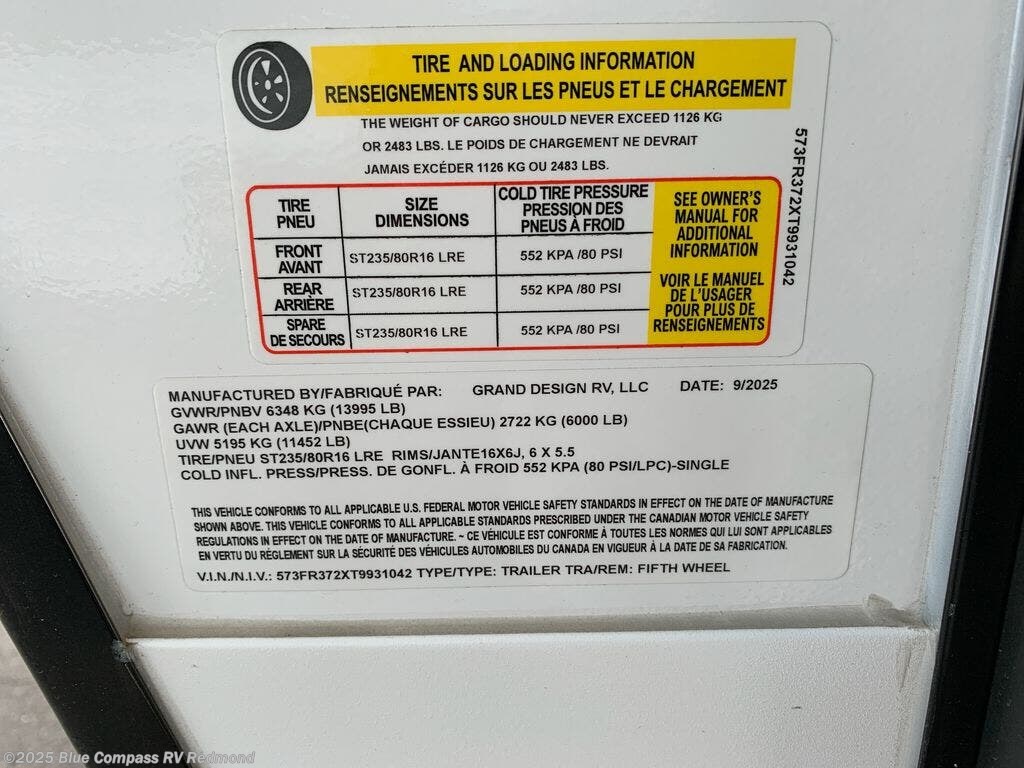 TIRE AND LOADING INFORMATION
RENSEIGNEMENTS SUR LES PNEUS ET LE CHARGEMENT
THE WEIGHT OF CARGO SHOULD NEVER EXCEED 1126 KG
OR 2483 LBS. LE POIDS DE CHARGEMENT NE DEVRAIT
JAMAIS EXCÉDER 1126 KG OU 2483 LBS.
TIRE
PNEU
SIZE
DIMENSIONS
COLD TIRE PRESSURE
PRESSION DES
PNEUS À FROID
FRONT
AVANT
ST235/80R16 LRE
552 KPA /80 PSI
REAR
ARRIÈRE
ST235/80R16 LRE
552 KPA /80 PSI
SPARE
DE SECOURS
ST235/80R16 LRE
552 KPA /80 PSI
SEE OWNER'S
MANUAL FOR
ADDITIONAL
INFORMATION
VOIR LE MANUEL
DE L'USAGER
POUR PLUS DE
RENSEIGNEMENTS
573FR372XT9931042
MANUFACTURED BY/FABRIQUÉ PAR: GRAND DESIGN RV, LLC DATE: 9/2025
GVWR/PNBV 6348 KG (13995 LB)
GAWR (EACH AXLE)/PNBE(CHAQUE ESSIEU) 2722 KG (6000 LB)
UVW 5195 KG (11452 LB)
TIRE/PNEU ST235/80R16 LRE RIMS/JANTE16X6J, 6 X 5.5
COLD INFL. PRESS/PRESS. DE GONFL. À FROID 552 KPA (80 PSI/LPC)-SINGLE
THIS VEHICLE CONFORMS TO ALL APPLICABLE U.S. FEDERAL MOTOR VEHICLE SAFETY STANDARDS IN EFFECT ON THE DATE OF MANUFACTURE
SHOWN ABOVE. THIS VEHICLE CONFORMS TO ALL APPLICABLE STANDARDS PRESCRIBED UNDER THE CANADIAN MOTOR VEHICLE SAFETY
REGULATIONS IN EFFECT ON THE DATE OF MANUFACTURE. ~ CE VÉHICULE EST CONFORME À TOUTES LES NORMES QUI LUI SONT APPLICABLES
EN VERTU DU RÉGLEMENT SUR LA SÉCURITÉ DES VÉHICULES AUTOMOBILES DU CANADA EN VIGUEUR À LA DATE DE SA FABRICATION.
V.I.N./N.I.V.: 573FR372XT9931042 TYPE/TYPE: TRAILER TRA/REM: FIFTH WHEEL
©2025 Blue Compass RV Redmond